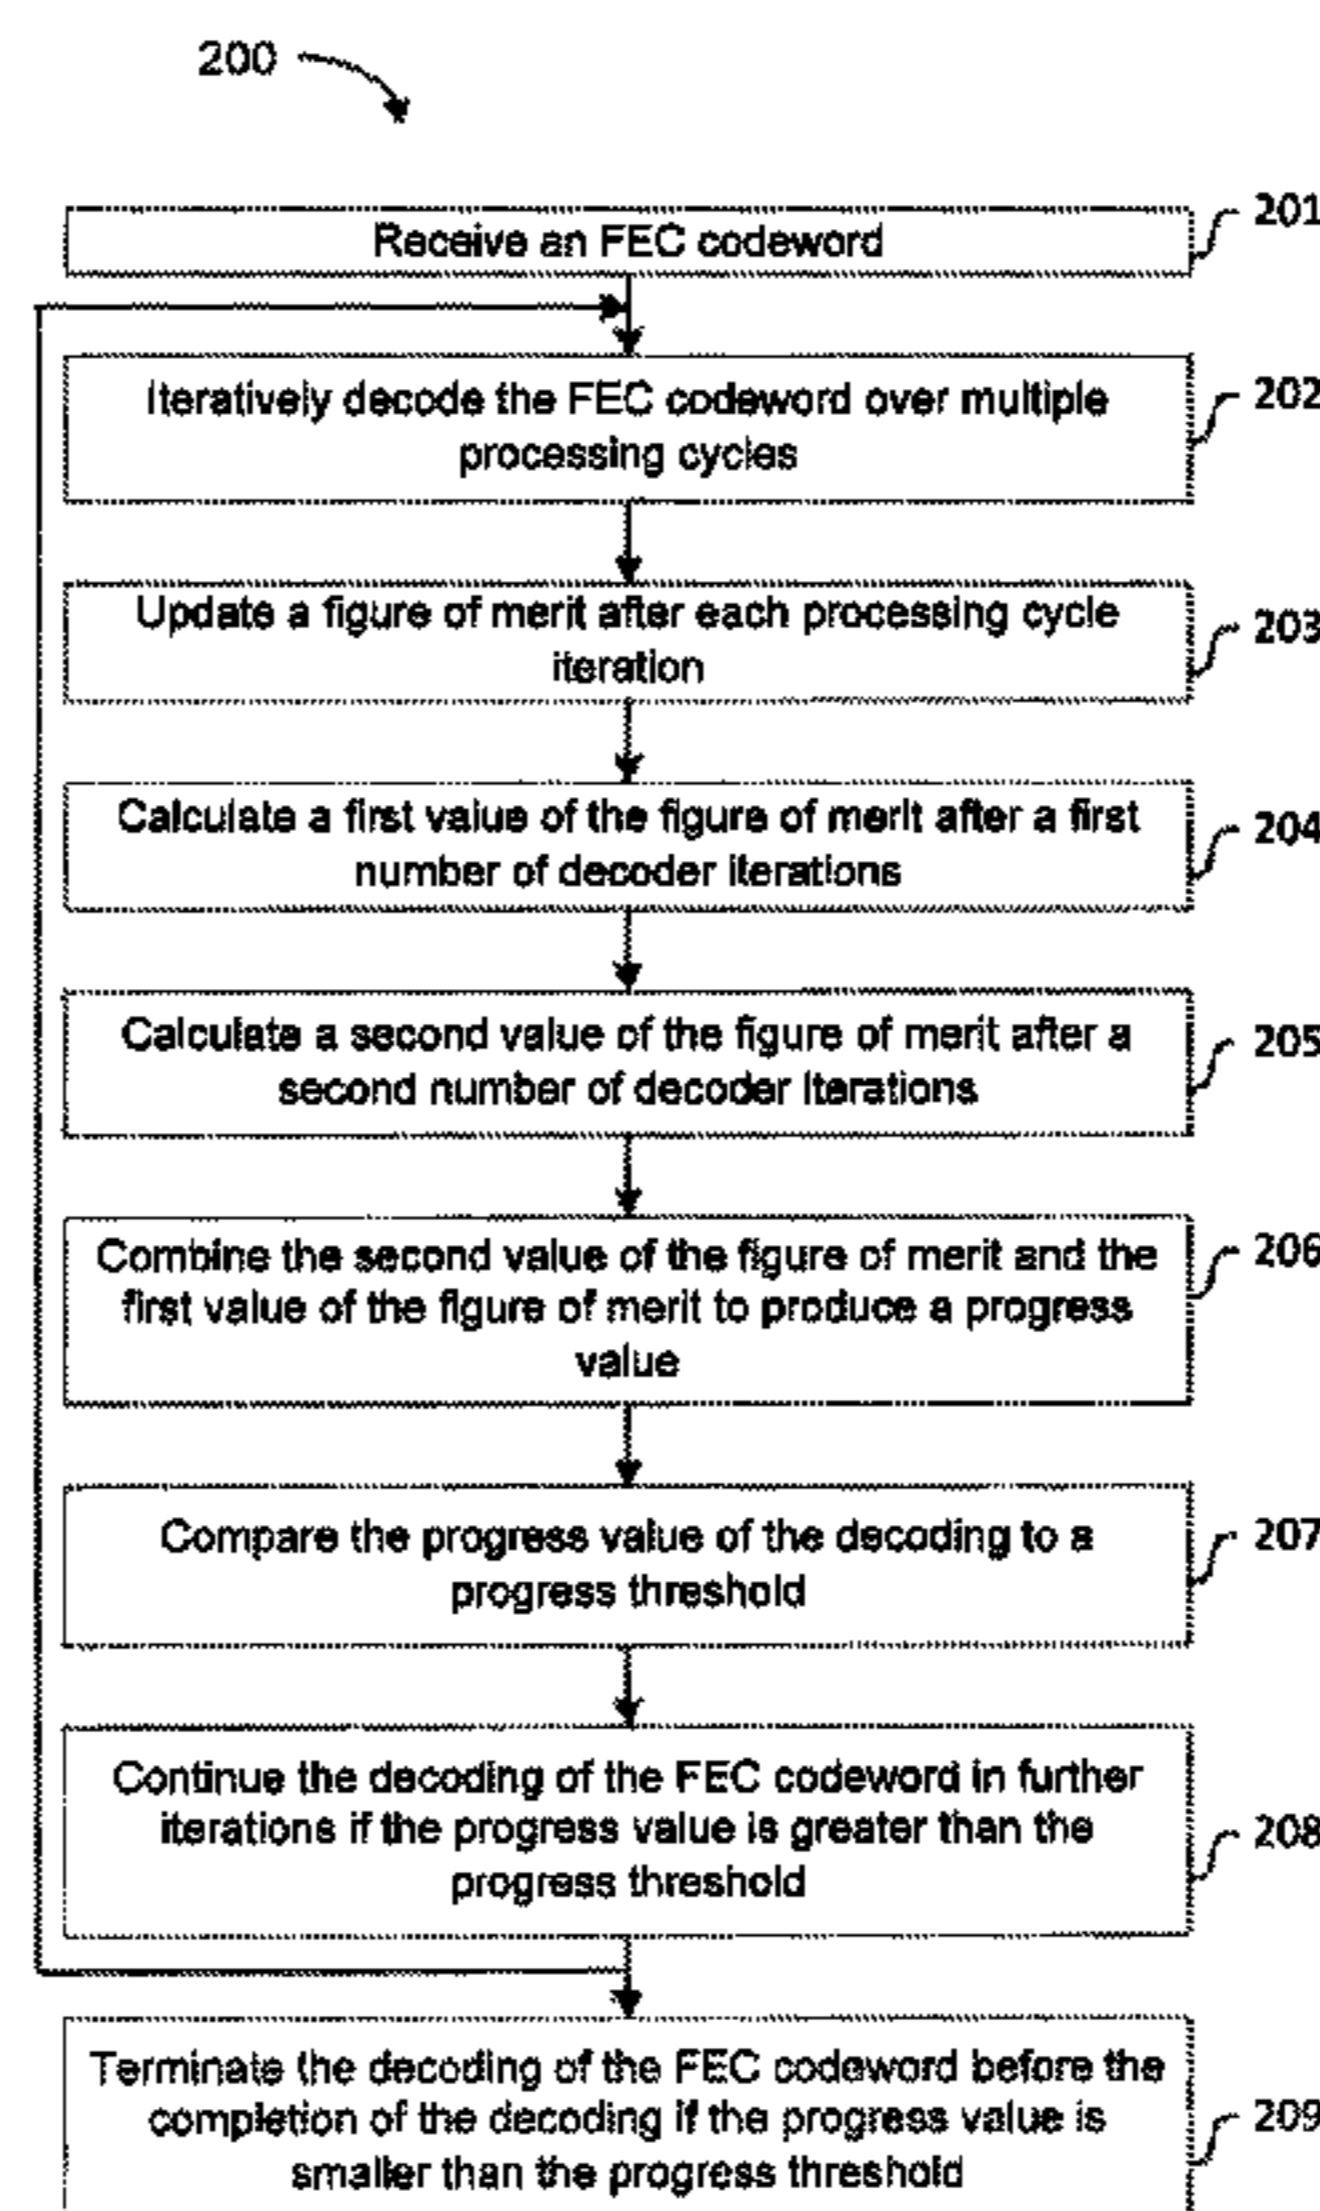 200
Receive an FEC codeword
201
Iteratively decode the FEC codeword over multiple
processing cycles
202
Update a figure of merit after each processing cycle
iteration
203
Calculate a first value of the figure of merit after a first
number of decoder iterations
204
Calculate a second value of the figure of merit after a
second number of decoder iterations
205
Combine the second value of the figure of merit and the
first value of the figure of merit to produce a progress
value
206
Compare the progress value of the decoding to a
progress threshold
207
Continue the decoding of the FEC codeword in further
iterations if the progress value is greater than the
progress threshold
208
Terminate the decoding of the FEC codeword before the
completion of the decoding if the progress value is
smaller than the progress threshold
209